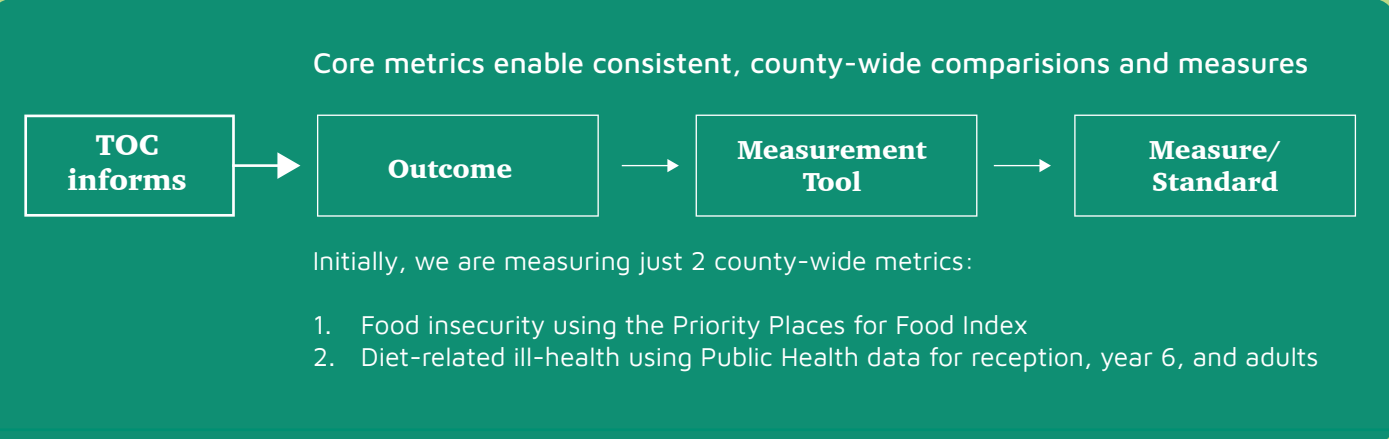 Core metrics enable consistent, county-wide comparisions and measures
TOC
informs
Outcome
Measurement
Tool
Measure/
Standard
Initially, we are measuring just 2 county-wide metrics:
1. Food insecurity using the Priority Places for Food Index
2. Diet-related ill-health using Public Health data for reception, year 6, and adults